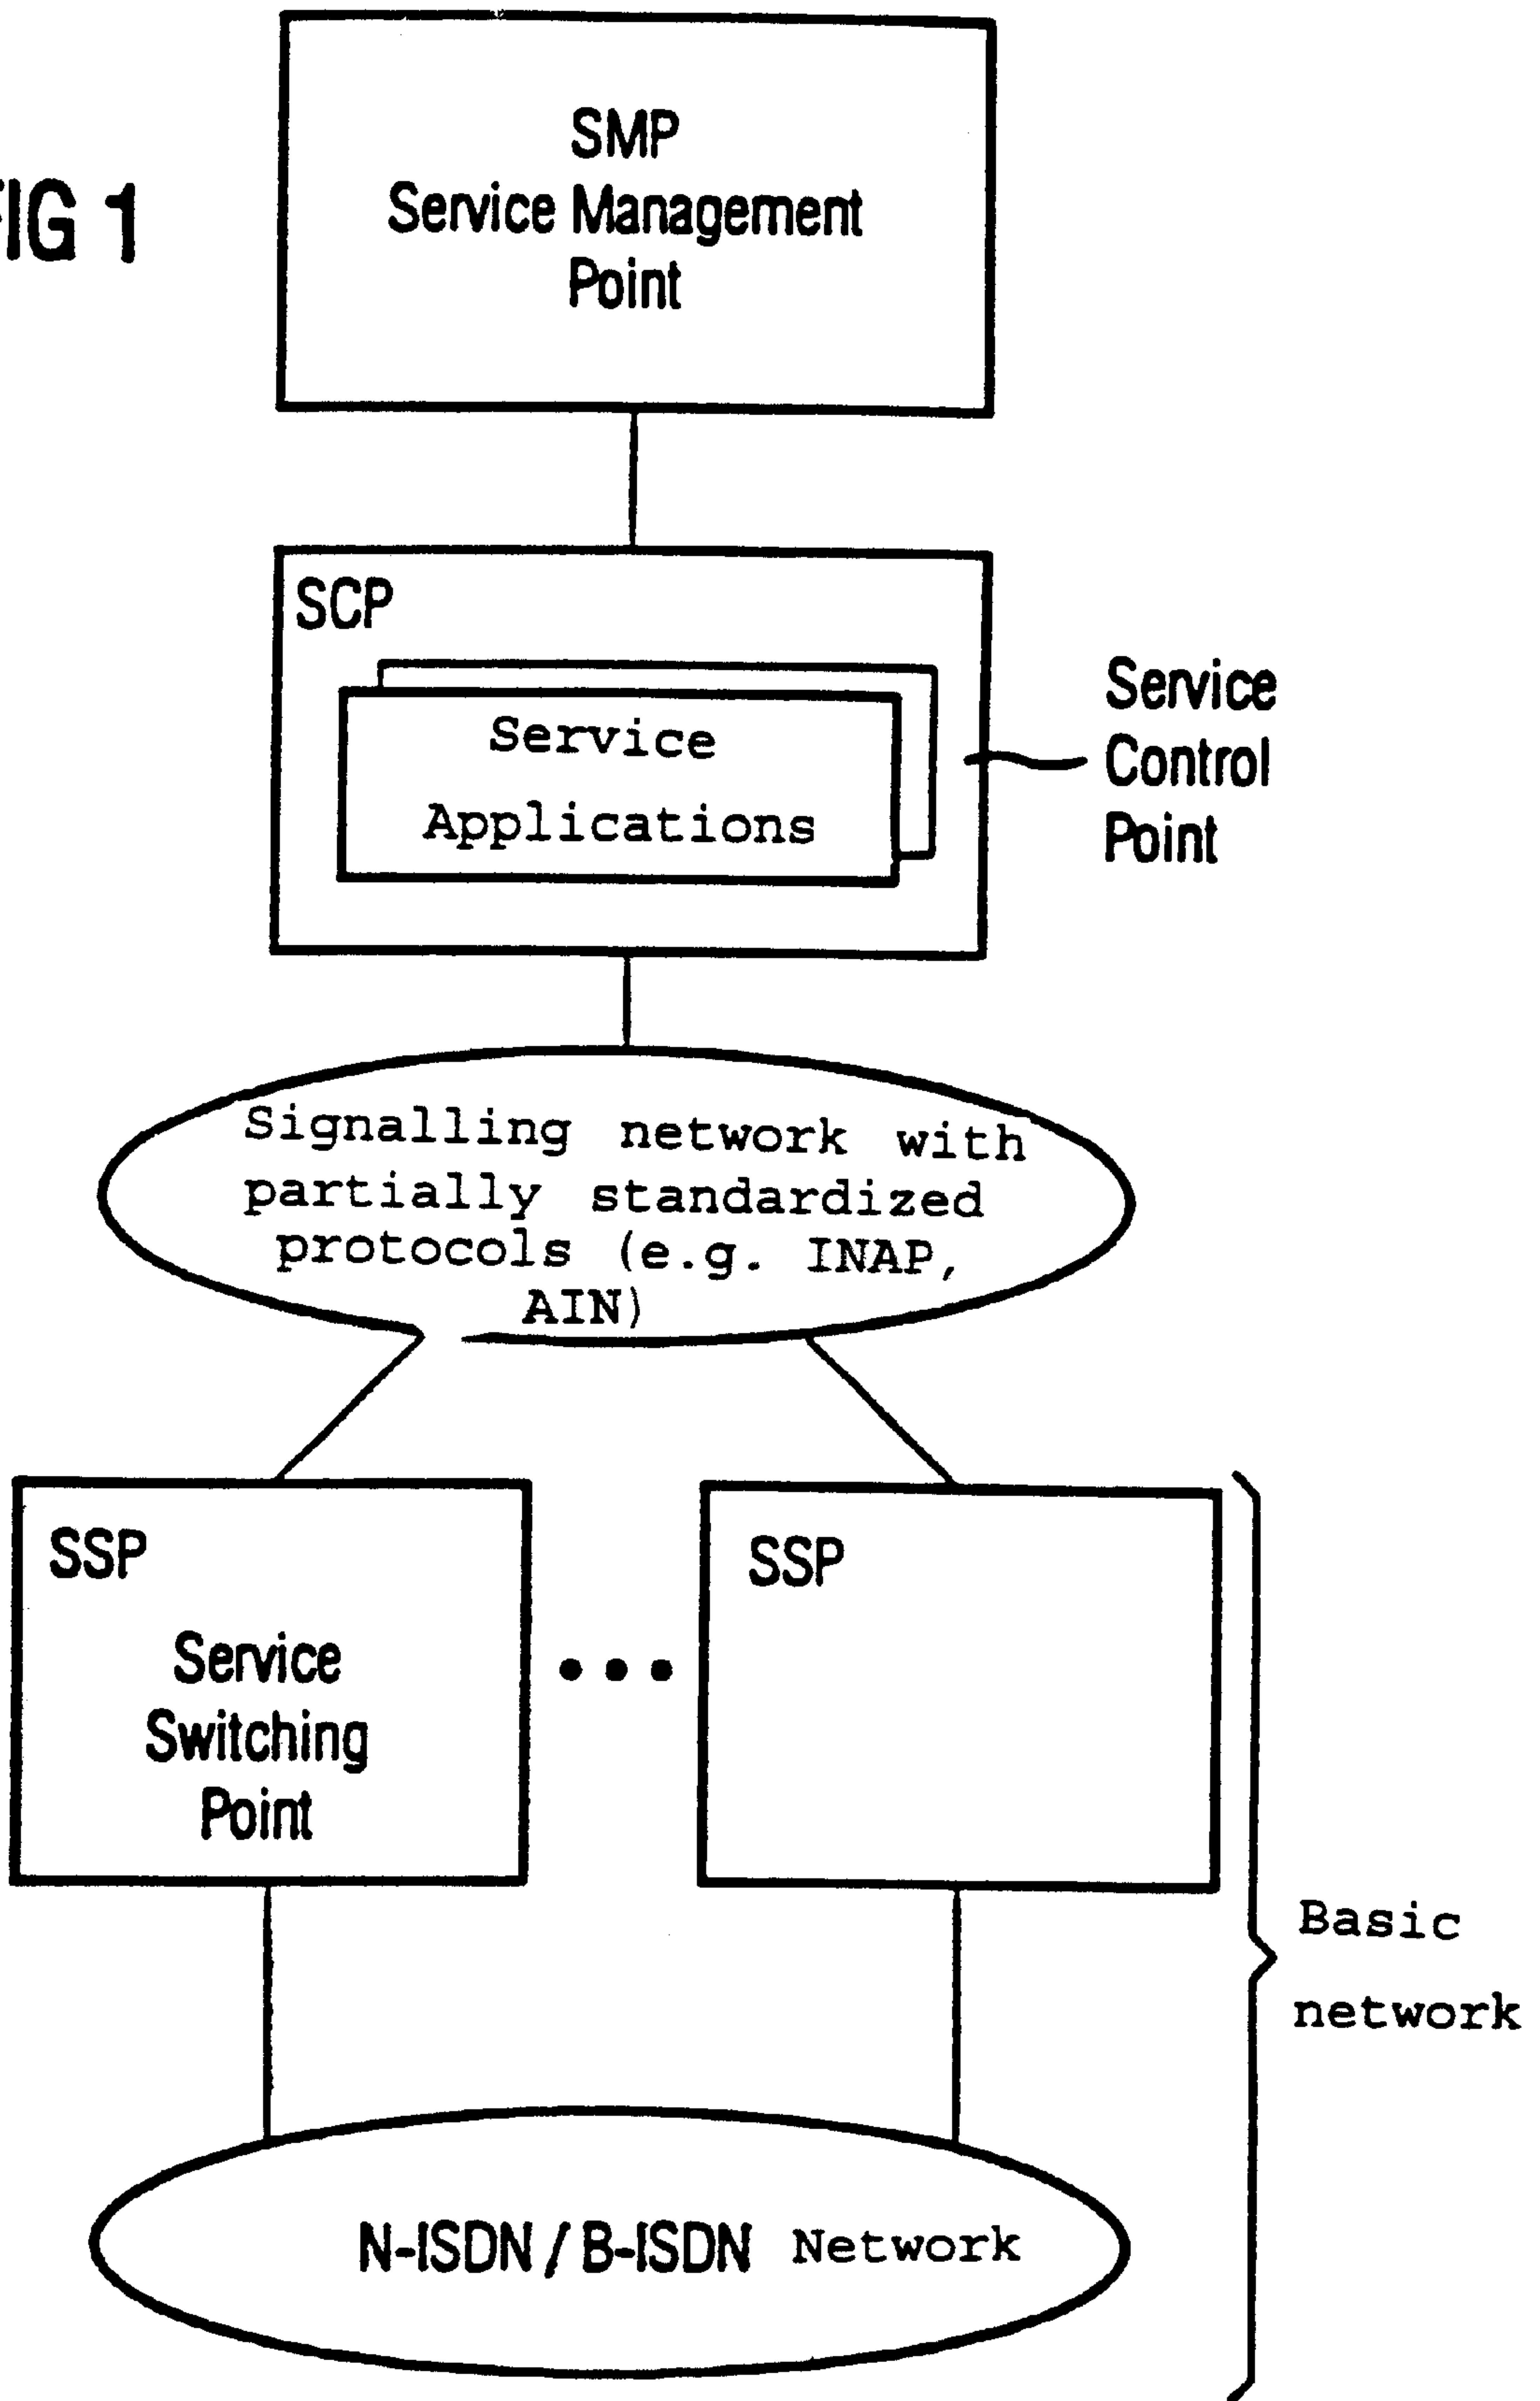 FIG 1
SMP
Service Management
Point
SCP
Service
Applications
Service
Control
Point
Signalling network with
partially standardized
protocols (e.g. INAP,
AIN)
SSP
Service
Switching
Point
SSP
Basic
network
N-ISDN / B-ISDN Network